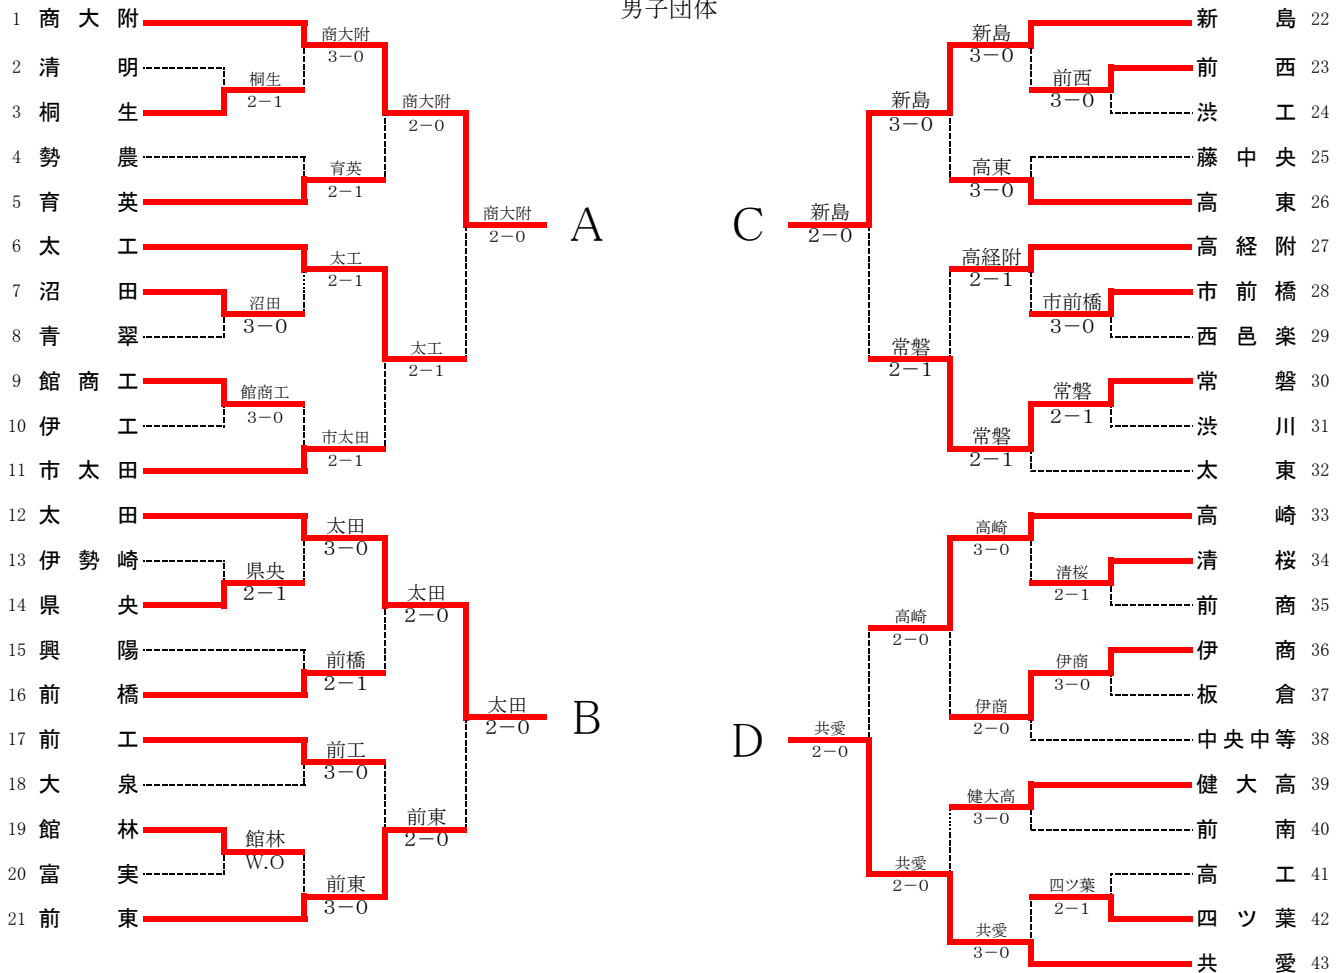 男子団体
1 商大附
2 清明
3 桐生
4 勢農
5 育英
6 太工
7 沼田
8 青翠
9 館商工
10 伊工
11 市太田
12 太田
13 伊勢崎
14 県央
15 興陽
16 前橋
17 前工
18 大泉
19 館林
20 富実
21 前東
桐生
2-1
沼田
3-0
館商工
3-0
県央
2-1
館林
W.O
商大附
3-0
育英
2-1
太工
2-1
市太田
2-1
太田
3-0
前橋
2-1
前工
3-0
前東
3-0
商大附
2-0
太工
2-1
太田
2-0
前東
2-0
商大附
2-0
太田
2-0
A
B
C
D
新島
2-0
共愛
2-0
新島
3-0
常磐
2-1
高崎
2-0
共愛
2-0
新島
3-0
高東
3-0
高経附
2-1
常磐
2-1
高崎
3-0
伊商
2-0
健大高
3-0
共愛
3-0
前西
3-0
市前橋
3-0
常磐
2-1
清桜
2-1
伊商
3-0
四ツ葉
2-1
新島 22
前西 23
渋工 24
藤中央 25
高東 26
高経附 27
市前橋 28
西邑楽 29
常磐 30
渋川 31
太東 32
高崎 33
清桜 34
前商 35
伊商 36
板倉 37
中央中等 38
健大高 39
前南 40
高工 41
四ツ葉 42
共愛 43